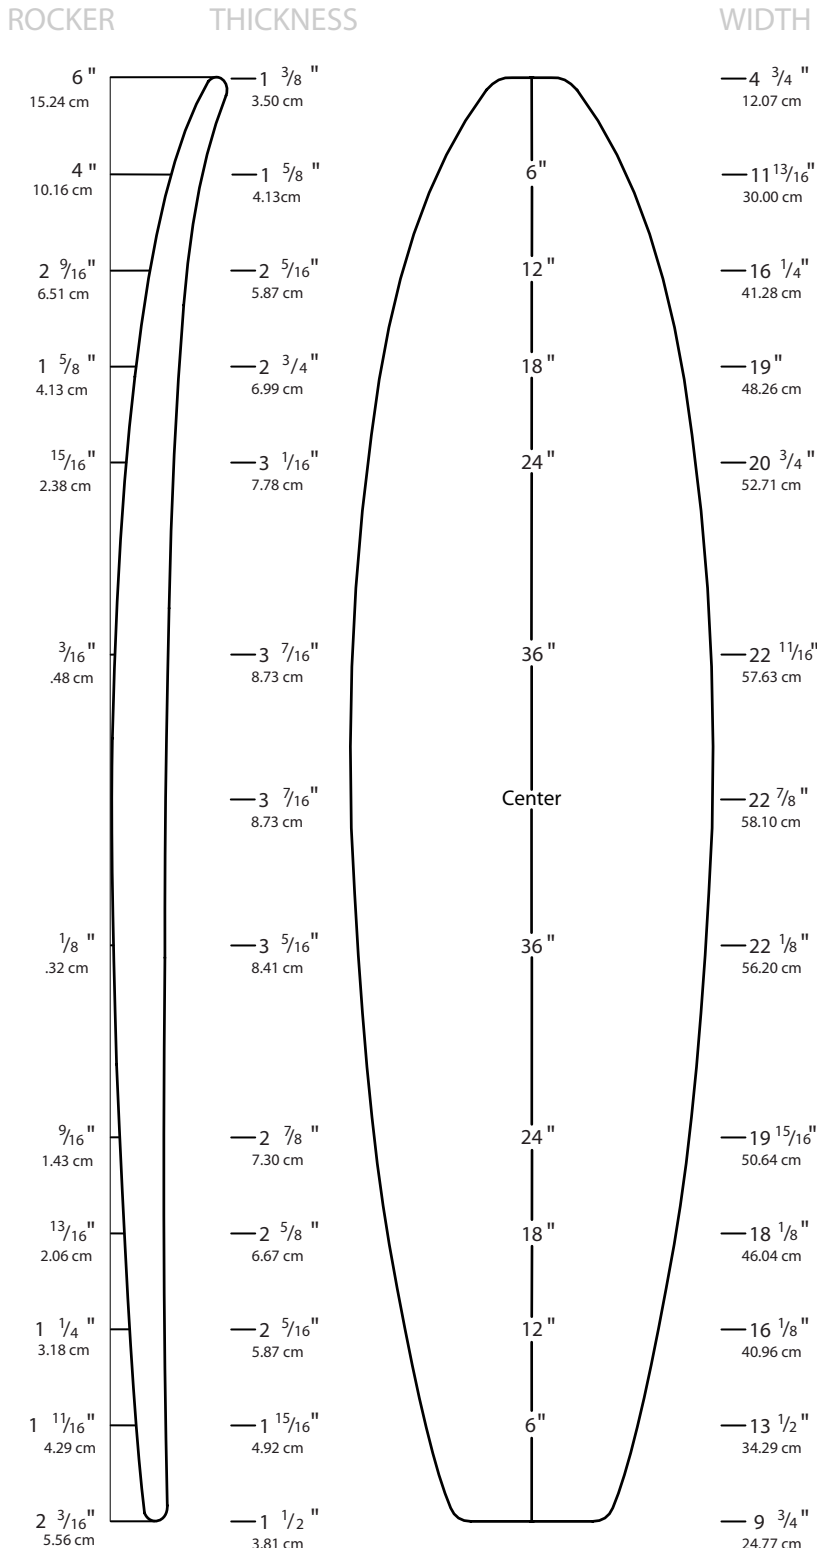 ROCKER THICKNESS WIDTH
6" 1 3/8" 4 3/4"
15.24 cm 3.50 cm 12.07 cm
4" 1 5/8" 6" 11 13/16"
10.16 cm 4.13cm 30.00 cm
2 9/16" 2 5/16" 12" 16 1/4"
6.51 cm 5.87 cm 41.28 cm
1 5/8" 2 3/4" 18" 19"
4.13 cm 6.99 cm 48.26 cm
15/16" 3 1/16" 24" 20 3/4"
2.38 cm 7.78 cm 52.71 cm
3/16" 3 7/16" 36" 22 11/16"
.48 cm 8.73 cm 57.63 cm
3 7/16" Center 22 7/8"
8.73 cm 58.10 cm
1/8" 3 5/16" 36" 22 1/8"
.32 cm 8.41 cm 56.20 cm
9/16" 2 7/8" 24" 19 15/16"
1.43 cm 7.30 cm 50.64 cm
13/16" 2 5/8" 18" 18 1/8"
2.06 cm 6.67 cm 46.04 cm
1 1/4" 2 5/16" 12" 16 1/8"
3.18 cm 5.87 cm 40.96 cm
1 11/16" 1 15/16" 6" 13 1/2"
4.29 cm 4.92 cm 34.29 cm
2 3/16" 1 1/2" 9 3/4"
5.56 cm 3.81 cm 24.77 cm